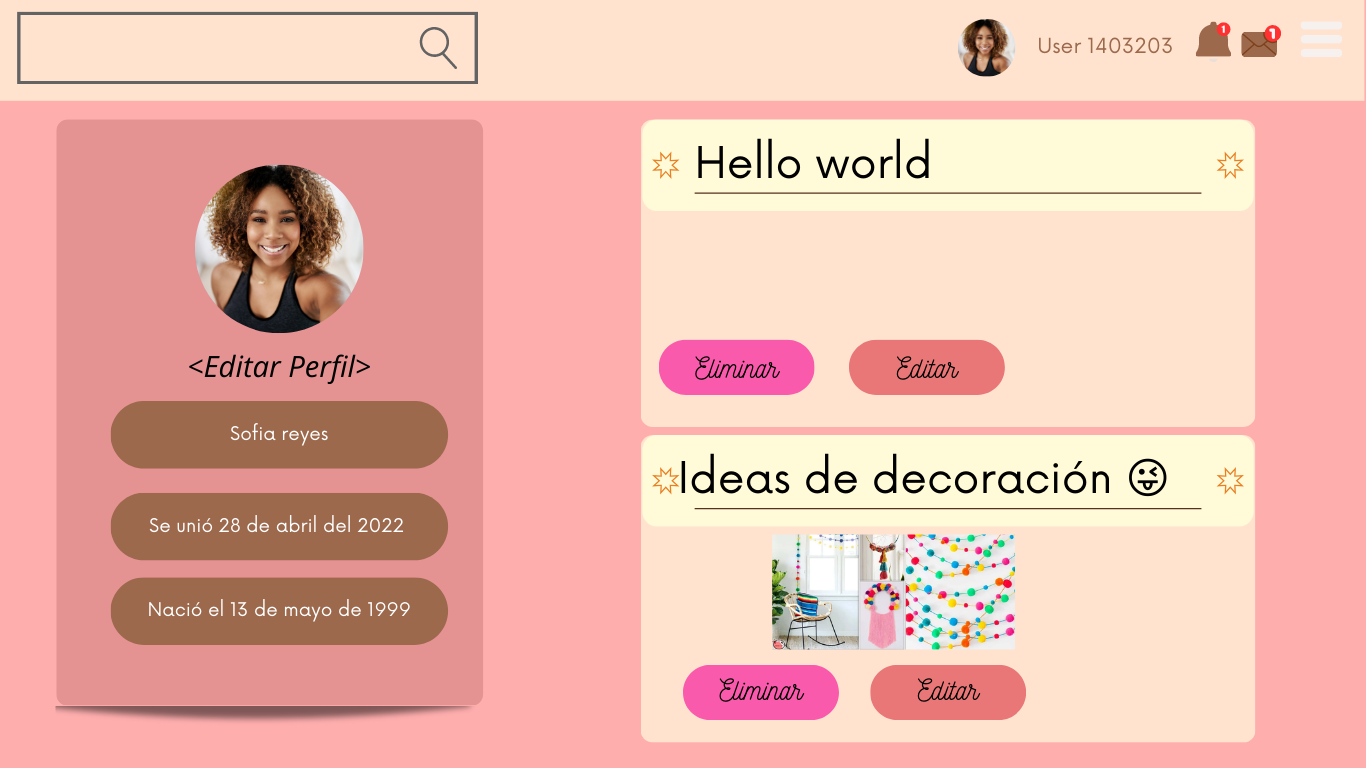 User 1403203
1
1
<Editar Perfil>
Sofia reyes
Se unió 28 de abril del 2022
Nació el 13 de mayo de 1999
Hello world
Eliminar
Editar
Ideas de decoración 😜
Eliminar
Editar